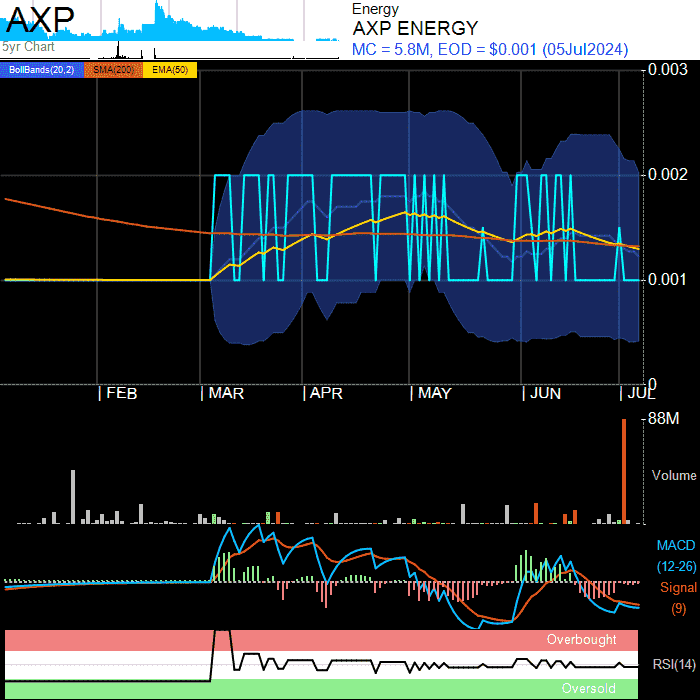 AXP
5yr Chart
Energy
AXP ENERGY
MC = 5.8M, EOD = $0.001 (05Jul2024)
BollBands(20,2) SMA(200) EMA(50)
0.003
0.002
0.001
0
| FEB | MAR | APR | MAY | JUN | JUL
88M
Volume
MACD
(12-26)
Signal
(9)
Overbought
RSI(14)
Oversold